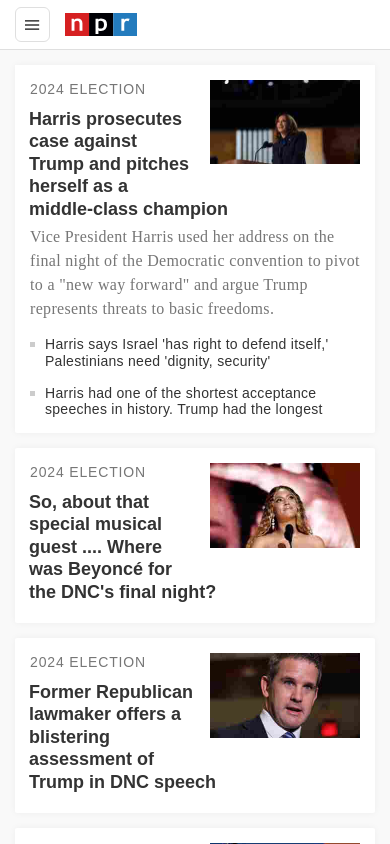 npr
2024 ELECTION
Harris prosecutes
case against
Trump and pitches
herself as a
middle-class champion
Vice President Harris used her address on the
final night of the Democratic convention to pivot
to a "new way forward" and argue Trump
represents threats to basic freedoms.
Harris says Israel 'has right to defend itself,'
Palestinians need 'dignity, security'
Harris had one of the shortest acceptance
speeches in history. Trump had the longest
2024 ELECTION
So, about that
special musical
guest .... Where
was Beyoncé for
the DNC's final night?
2024 ELECTION
Former Republican
lawmaker offers a
blistering
assessment of
Trump in DNC speech